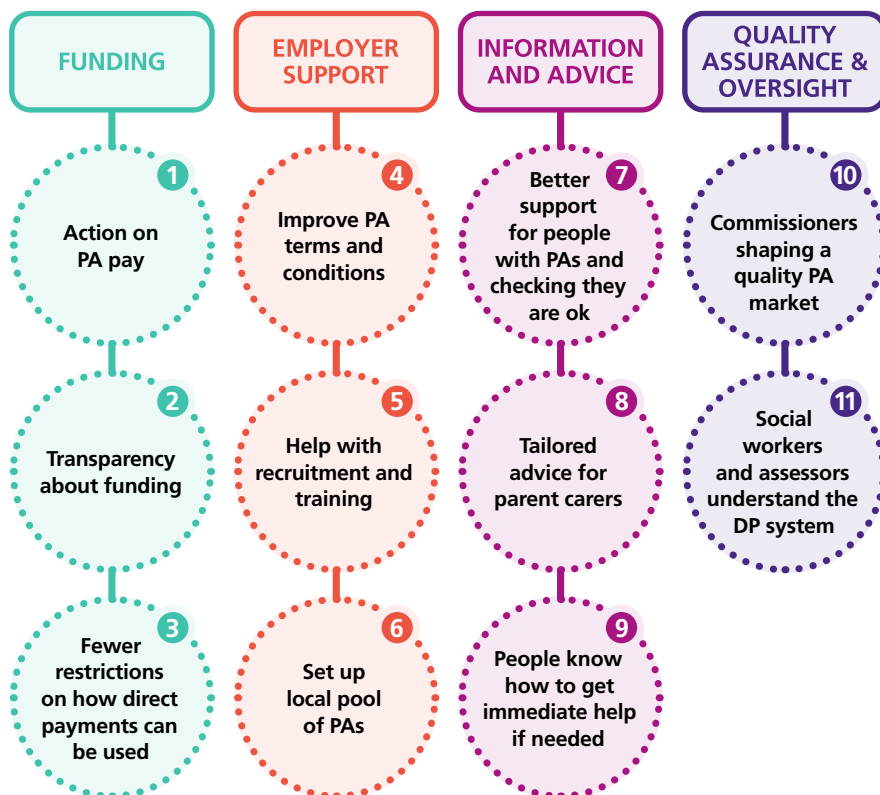 FUNDING
1
Action on
PA pay
2
Transparency
about funding
3
Fewer
restrictions
on how direct
payments can
be used
EMPLOYER
SUPPORT
4
Improve PA
terms and
conditions
5
Help with
recruitment and
training
6
Set up
local pool
of PAs
INFORMATION
AND ADVICE
7
Better
support
for people
with PAs and
checking they
are ok
8
Tailored
advice for
parent carers
9
People know
how to get
immediate help
if needed
QUALITY
ASSURANCE &
OVERSIGHT
10
Commissioners
shaping a
quality PA
market
11
Social
workers
and assessors
understand the
DP system